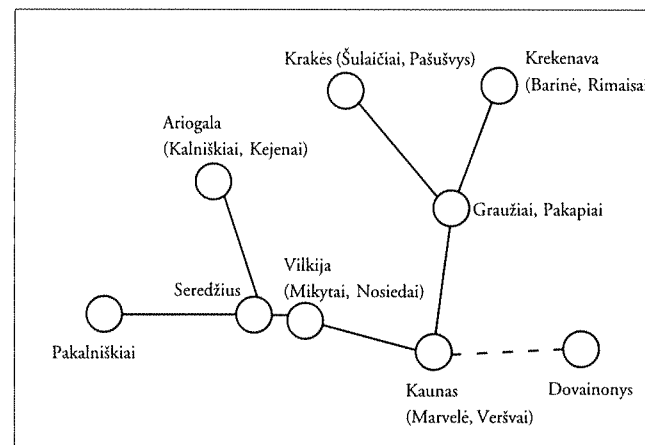 Krakės (Šulaičiai, Pašušvys)
Krekenava
(Barinė, Rimaisai
Ariogala
(Kalniškiai, Kejenai)
Graužiai, Pakapiai
Vilkija
(Mikytai, Nosiedai)
Seredžius
Pakalniškiai
Kaunas
(Marvelė, Veršvai)
Dovainonys